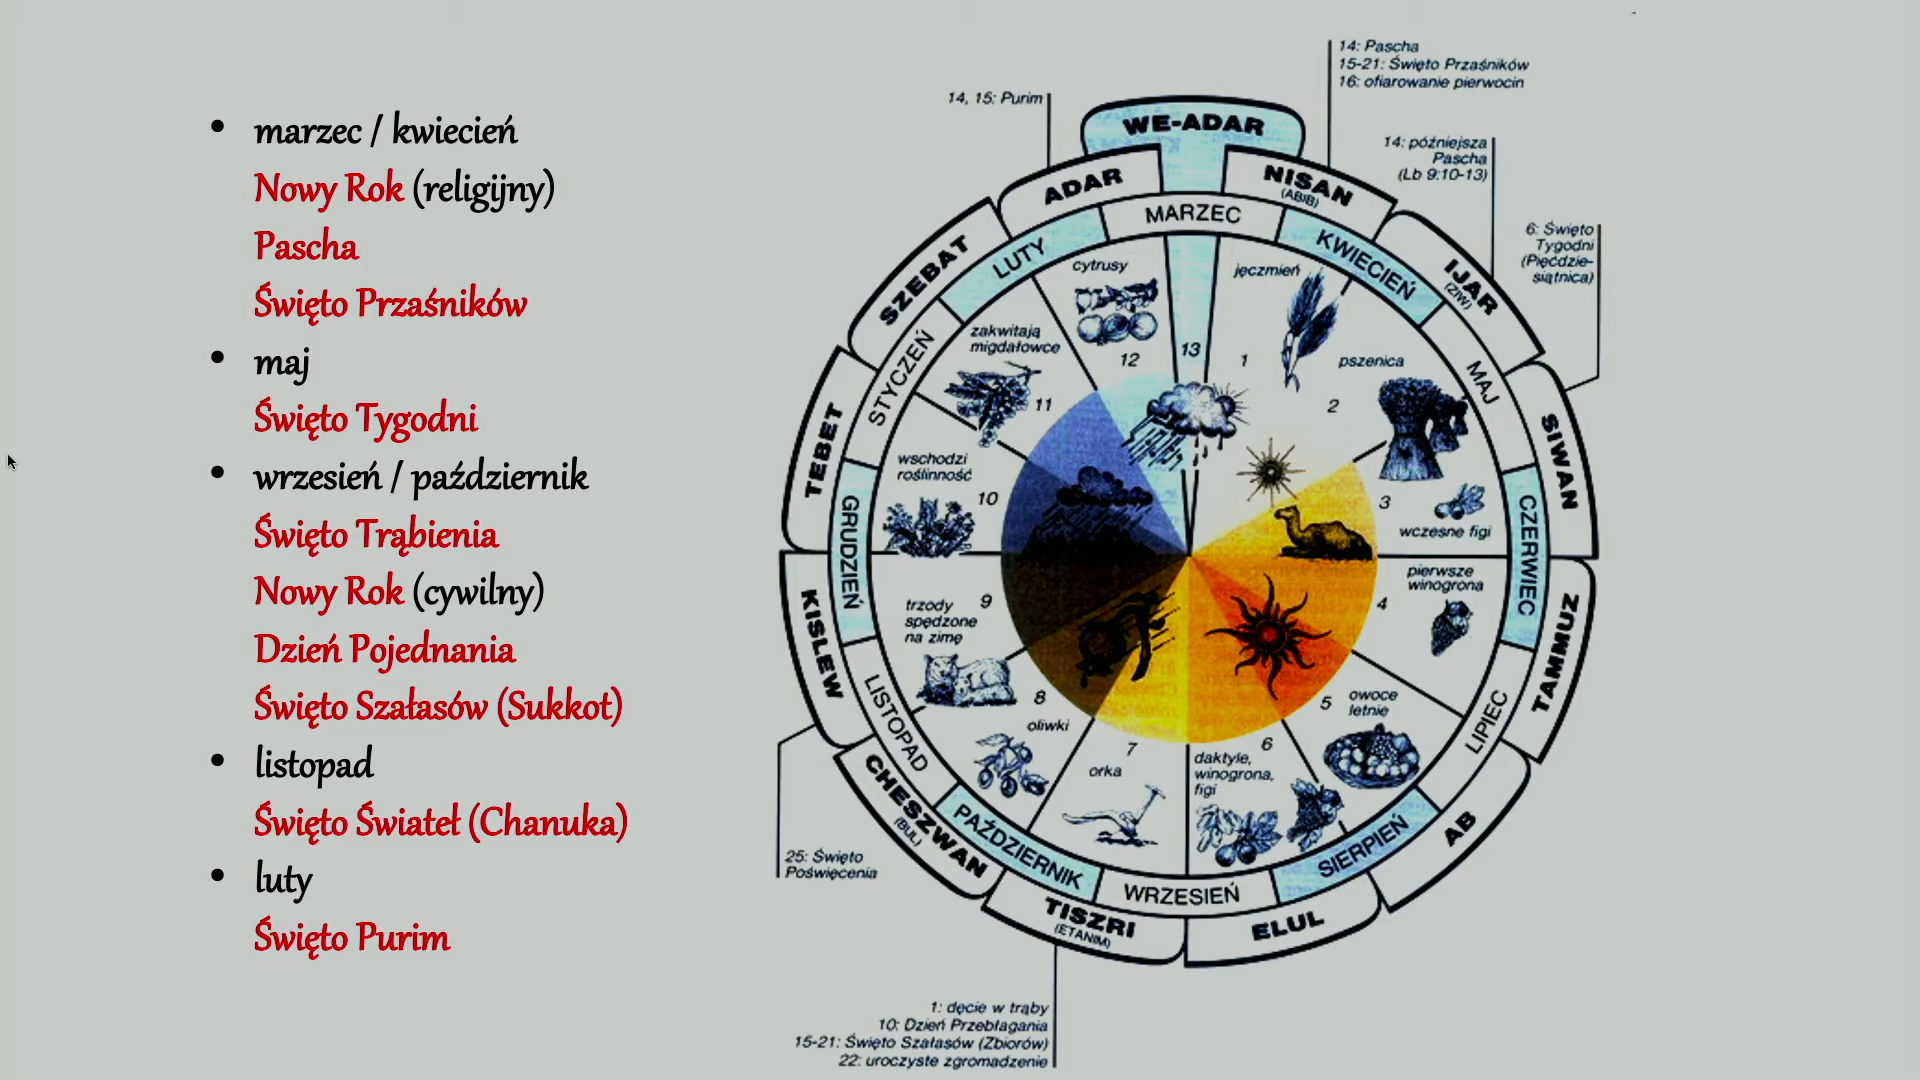 • marzec / kwiecień
Nowy Rok (religijny)
Pascha
Święto Przaśników
• maj
Święto Tygodni
• wrzesień / październik
Święto Trąbienia
Nowy Rok (cywilny)
Dzień Pojednania
Święto Szałasów (Sukkot)
• listopad
Święto Świateł (Chanuka)
• luty
Święto Purim
14, 15: Purim
14: Pascha
15-21: Święto Przaśników
16: ofiarowanie pierwocin
14: późniejsza
Pascha
(Lb 9:10-13)
6: Święto
Tygodni
(Pięćdzie-
siątnica)
WE-ADAR
NISAN
(ABIB)
IJAR
(ZIW)
SIWAN
TAMMUZ
AB
ELUL
TISZRI
(ETANIM)
CHESZWAN
(BUL)
KISLEW
TEBET
SZEBAT
ADAR
MARZEC
KWIECIEŃ
MAJ
CZERWIEC
LIPIEC
SIERPIEŃ
WRZESIEŃ
PAŹDZIERNIK
LISTOPAD
GRUDZIEŃ
STYCZEŃ
LUTY
13
jęczmień
1
pszenica
2
3
wczesne figi
pierwsze
winogrona
4
5
owoce
letnie
6
daktyle,
winogrona,
figi
7
orka
8
oliwki
9
trzody
spędzone
na zimę
wschodzi
roślinność
10
zakwitają
migdałowce
11
cytrusy
12
25: Święto
Poświęcenia
1: dęcie w trąby
10: Dzień Przebłagania
15-21: Święto Szałasów (Zbiorów)
22: uroczyste zgromadzenie